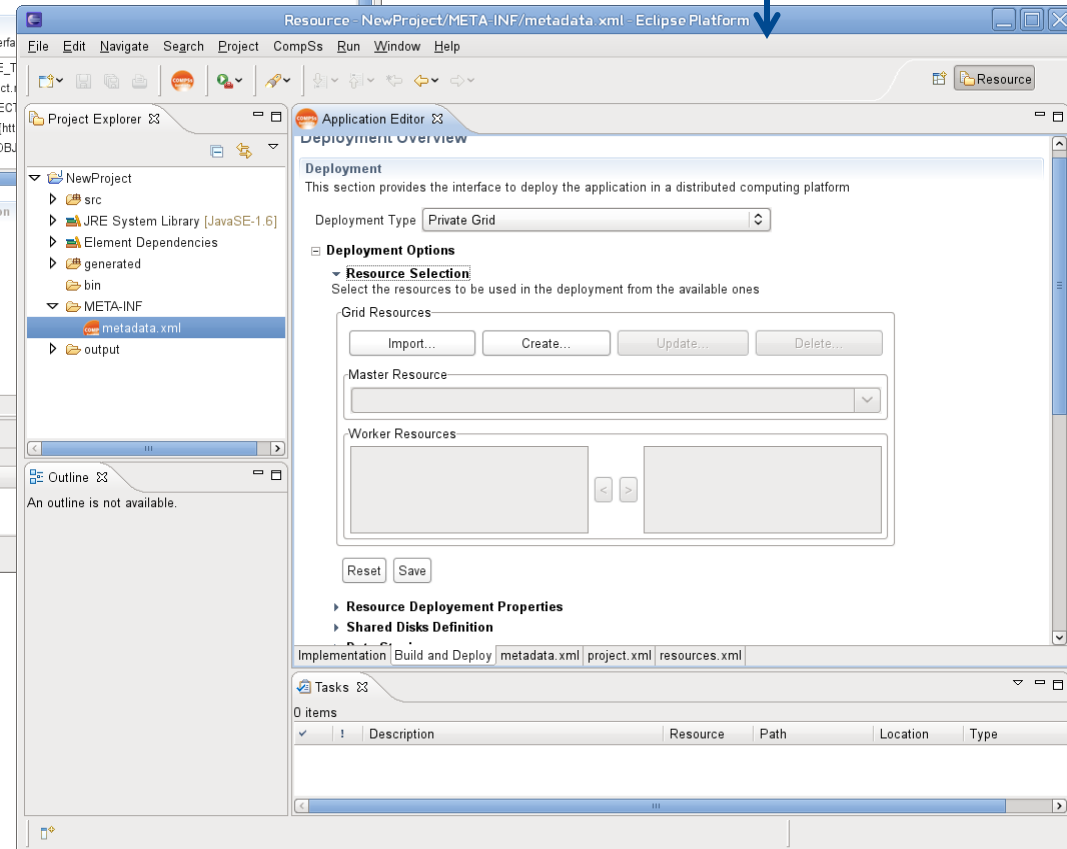 Resource - NewProject/META-INF/metadata.xml - Eclipse Platform
File Edit Navigate Search Project CompSs Run Window Help
Resource
Project Explorer
NewProject
src
JRE System Library [JavaSE-1.6]
Element Dependencies
generated
bin
META-INF
metadata.xml
output
Outline
An outline is not available.
Application Editor
Deployment Overview
Deployment
This section provides the interface to deploy the application in a distributed computing platform
Deployment Type Private Grid
Deployment Options
Resource Selection
Select the resources to be used in the deployment from the available ones
Grid Resources
Import... Create... Update... Delete...
Master Resource
Worker Resources
< >
Reset Save
Resource Deployement Properties
Shared Disks Definition
Implementation Build and Deploy metadata.xml project.xml resources.xml
Tasks
0 items
! Description Resource Path Location Type